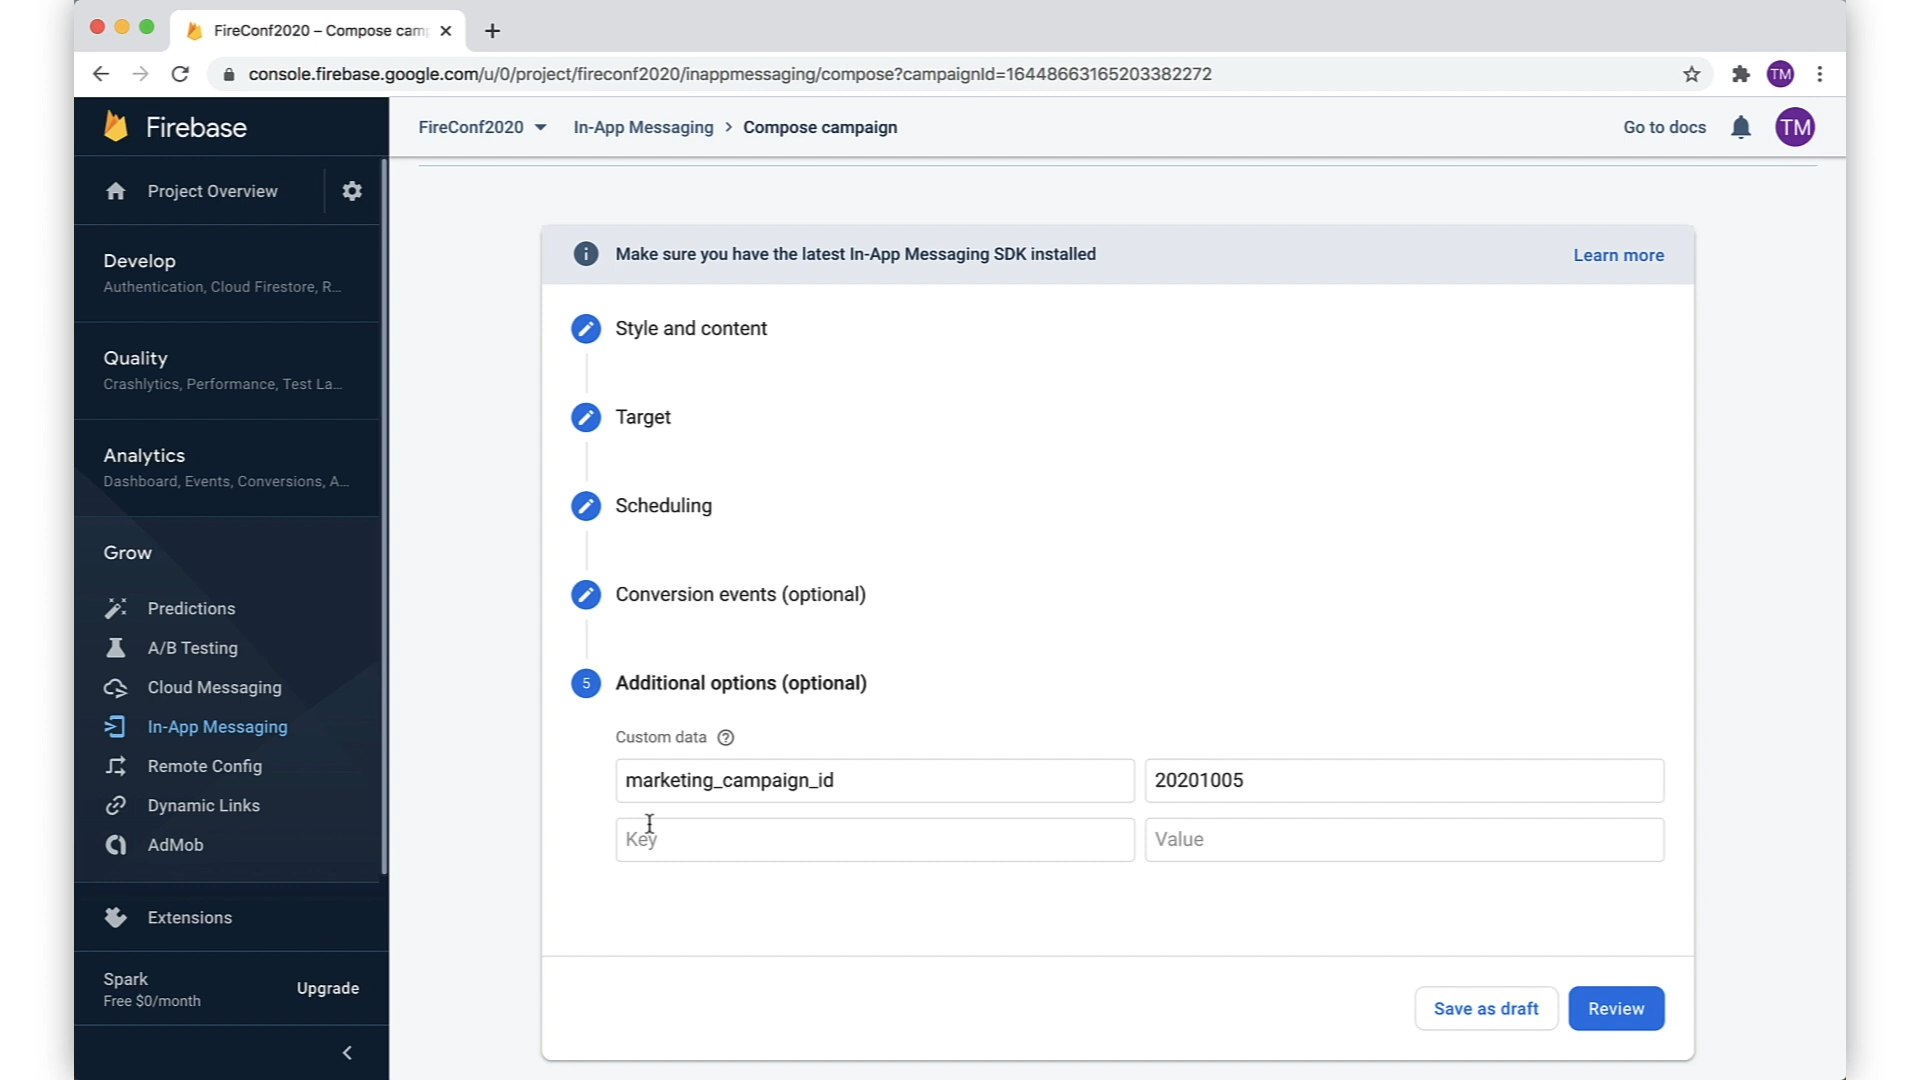 FireConf2020 – Compose cam
console.firebase.google.com/u/0/project/fireconf2020/inappmessaging/compose?campaignId=16448663165203382272
TM
Firebase
FireConf2020
In-App Messaging > Compose campaign
Go to docs
TM
Project Overview
Develop
Authentication, Cloud Firestore, R...
Quality
Crashlytics, Performance, Test La...
Analytics
Dashboard, Events, Conversions, A...
Grow
Predictions
A/B Testing
Cloud Messaging
In-App Messaging
Remote Config
Dynamic Links
AdMob
Extensions
Spark
Free $0/month
Upgrade
Make sure you have the latest In-App Messaging SDK installed
Learn more
Style and content
Target
Scheduling
Conversion events (optional)
5 Additional options (optional)
Custom data
marketing_campaign_id
20201005
Key
Value
Save as draft
Review